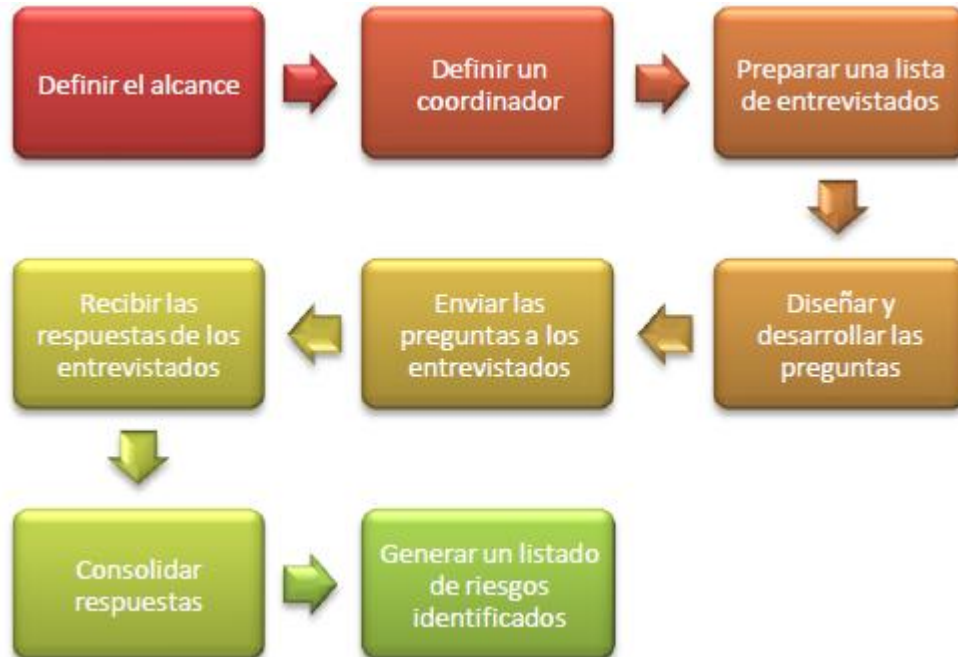 Definir el alcance
Definir un
coordinador
Preparar una lista
de entrevistados
Diseñar y
desarrollar las
preguntas
Enviar las
preguntas a los
entrevistados
Recibir las
respuestas de los
entrevistados
Consolidar
respuestas
Generar un listado
de riesgos
identificados